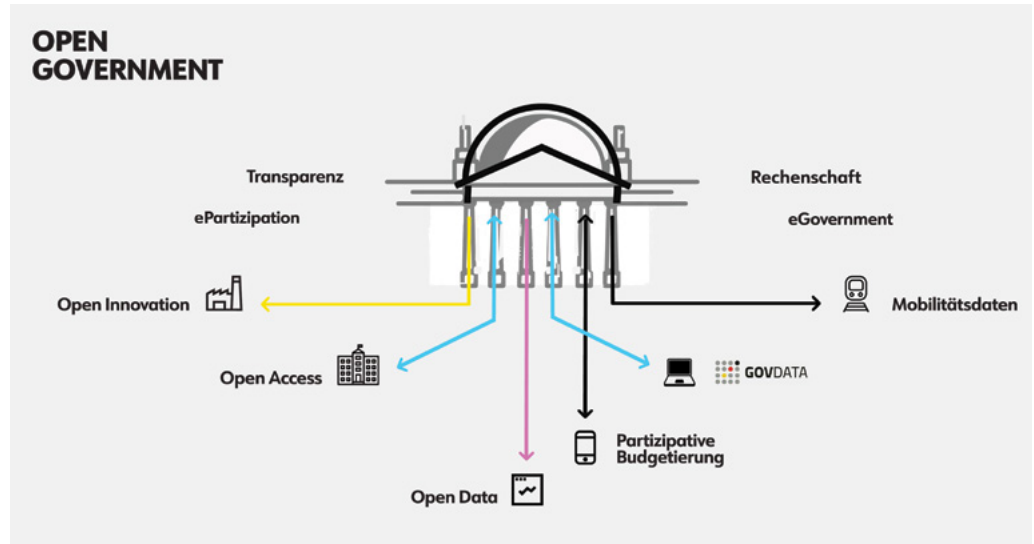 OPEN
GOVERNMENT
Transparenz
Rechenschaft
ePartizipation
eGovernment
Open Innovation
Mobilitätsdaten
Open Access
GOVDATA
Partizipative
Budgetierung
Open Data